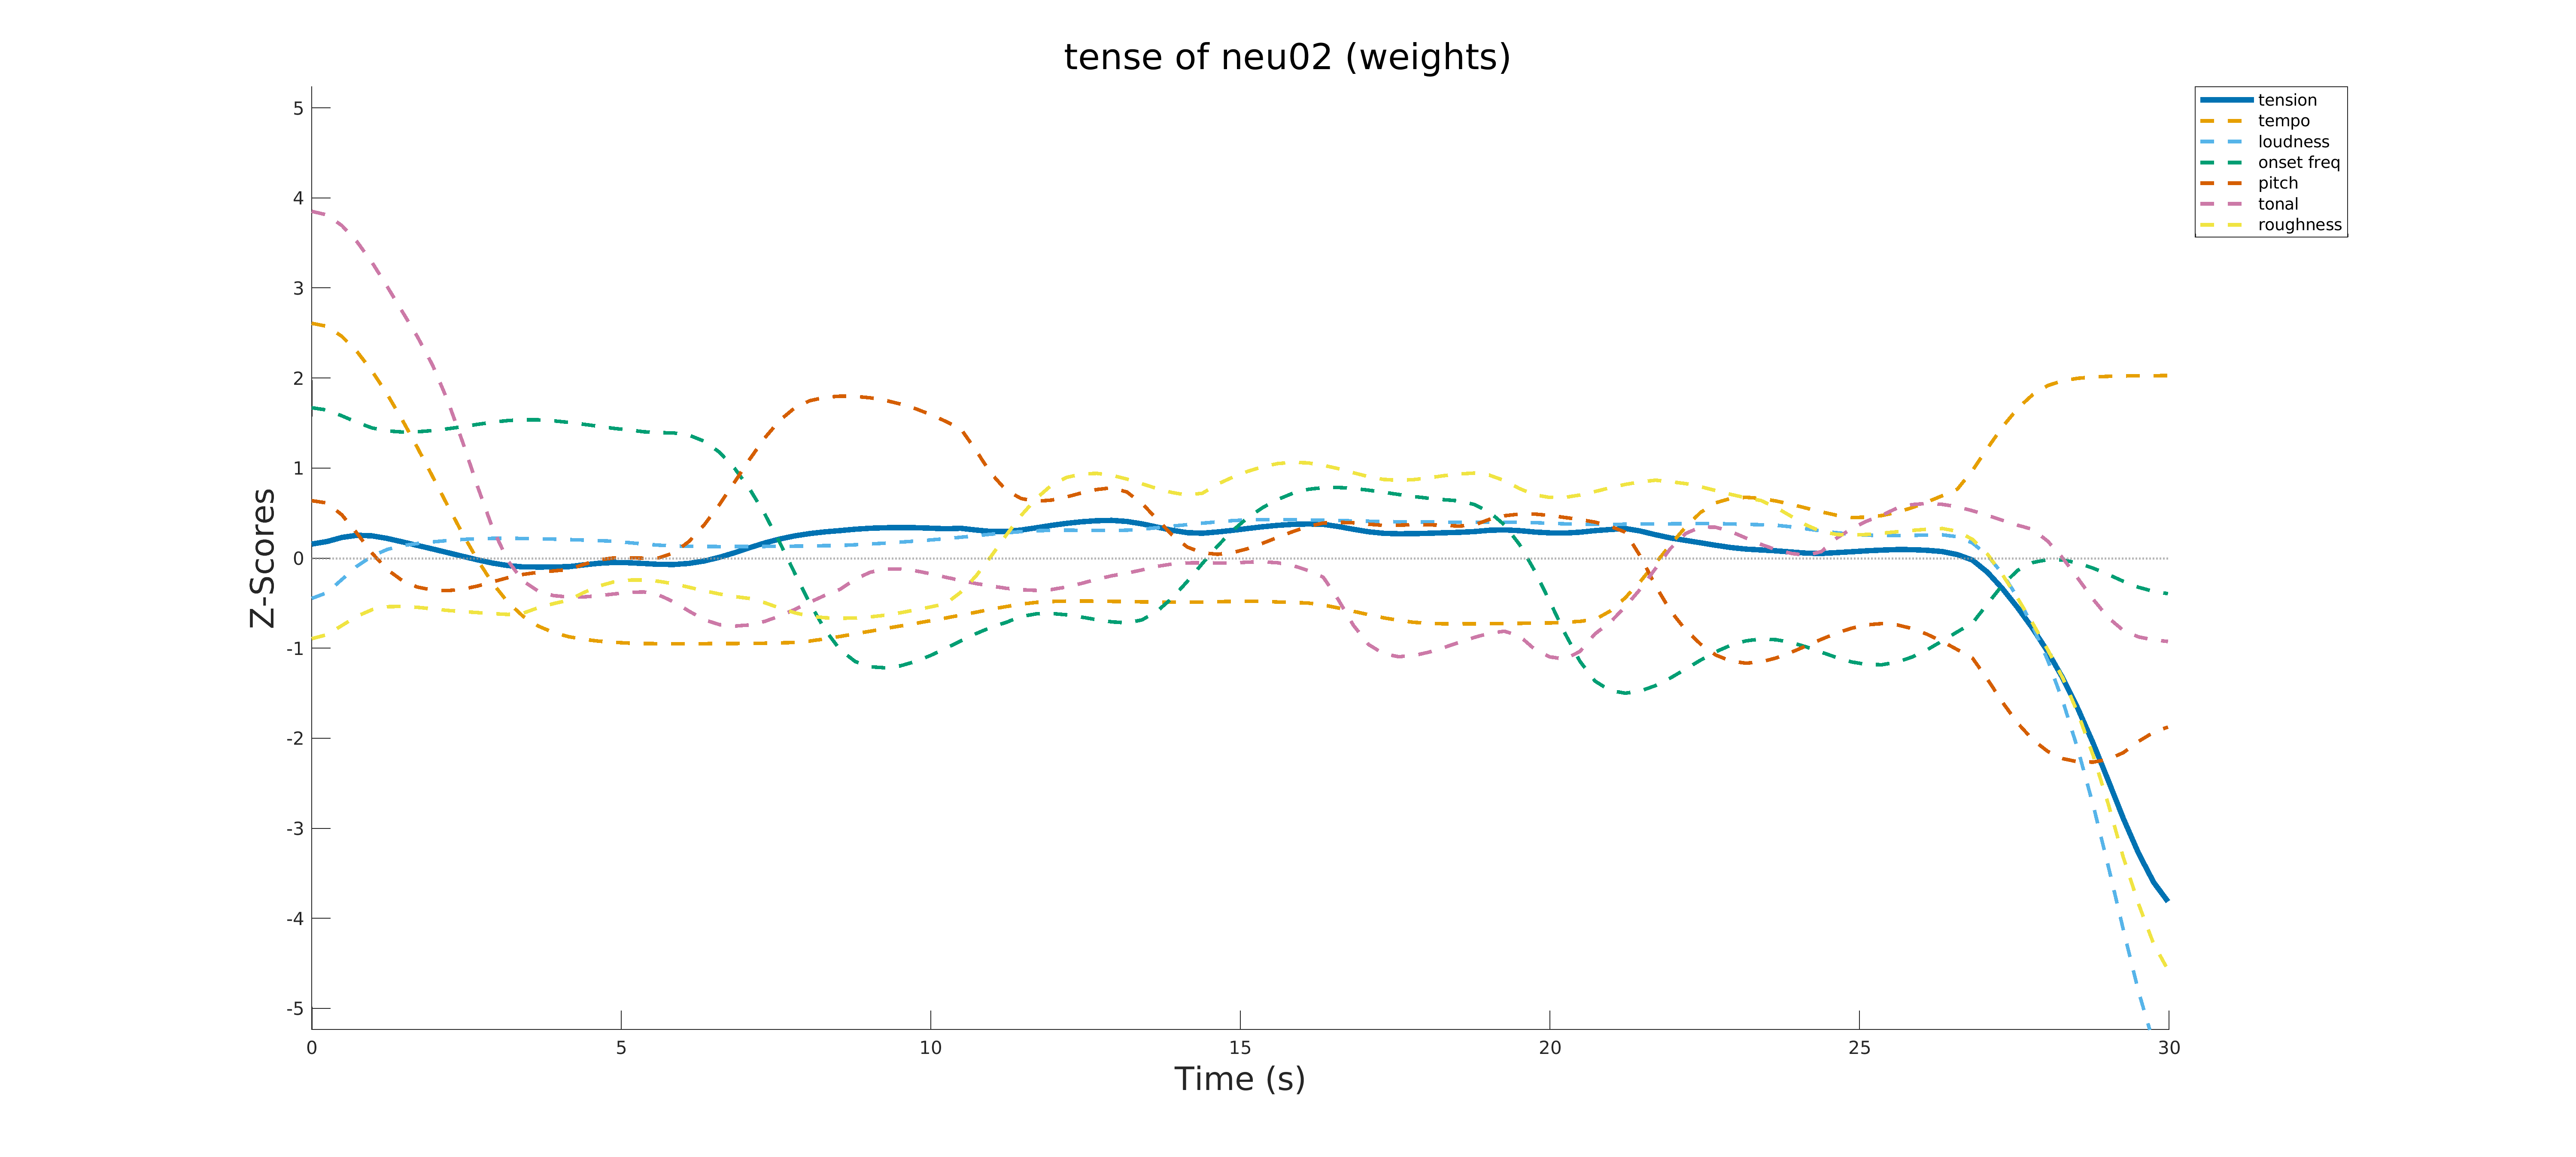 tense of neu02 (weights)
5
4
3
2
1
0
-1
-2
-3
-4
-5
Z-Scores
0 5 10 15 20 25 30
Time (s)
tension
tempo
loudness
onset freq
pitch
tonal
roughness